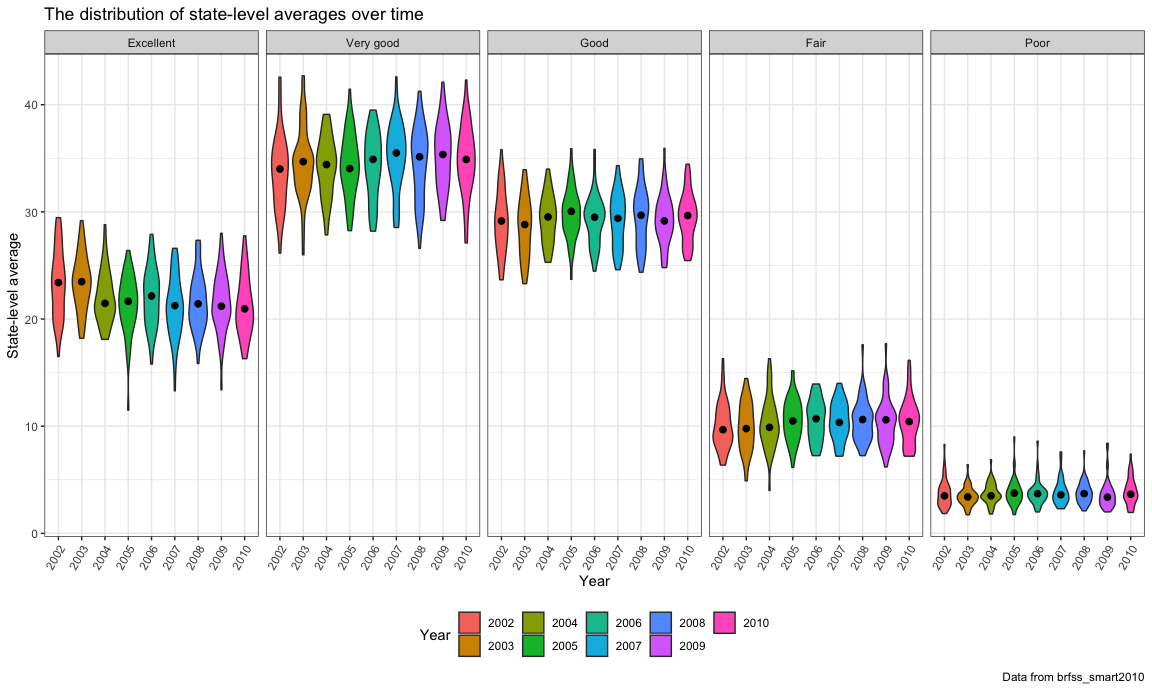 The distribution of state-level averages over time
Excellent Very good Good Fair Poor
40
30
20
10
0
State-level average
2002 2003 2004 2005 2006 2007 2008 2009 2010 2002 2003 2004 2005 2006 2007 2008 2009 2010 2002 2003 2004 2005 2006 2007 2008 2009 2010 2002 2003 2004 2005 2006 2007 2008 2009 2010 2002 2003 2004 2005 2006 2007 2008 2009 2010
Year
Year 2002 2004 2006 2008 2010
2003 2005 2007 2009
Data from brfss_smart2010